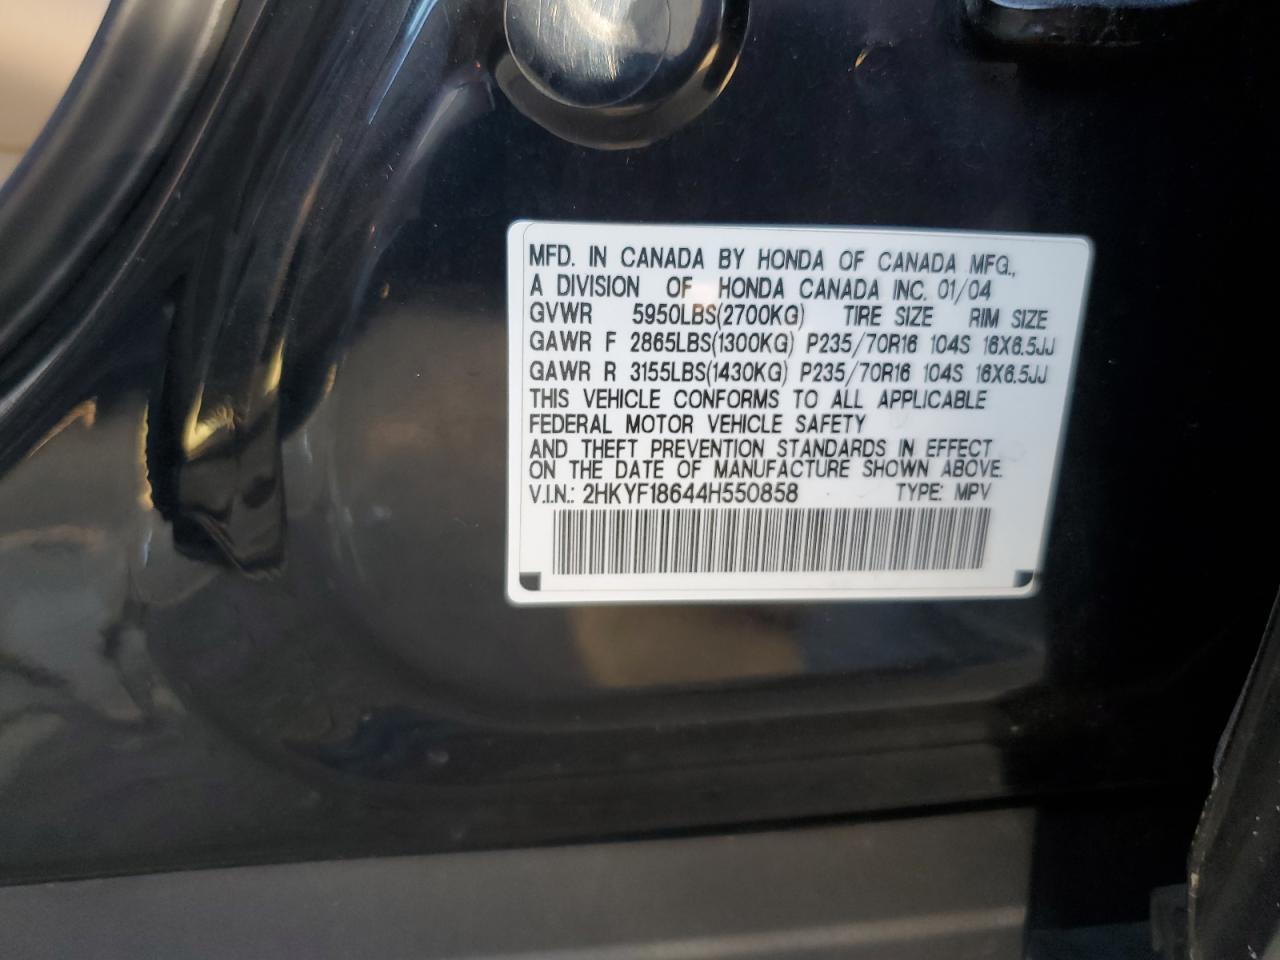 MFD. IN CANADA BY HONDA OF CANADA MFG.,
A DIVISION OF HONDA CANADA INC. 01/04
GVWR 5950LBS(2700KG) TIRE SIZE RIM SIZE
GAWR F 2865LBS(1300KG) P235/70R16 104S 16X6.5JJ
GAWR R 3155LBS(1430KG) P235/70R16 104S 16X6.5JJ
THIS VEHICLE CONFORMS TO ALL APPLICABLE
FEDERAL MOTOR VEHICLE SAFETY
AND THEFT PREVENTION STANDARDS IN EFFECT
ON THE DATE OF MANUFACTURE SHOWN ABOVE.
V.I.N.: 2HKYF18644H550858 TYPE: MPV